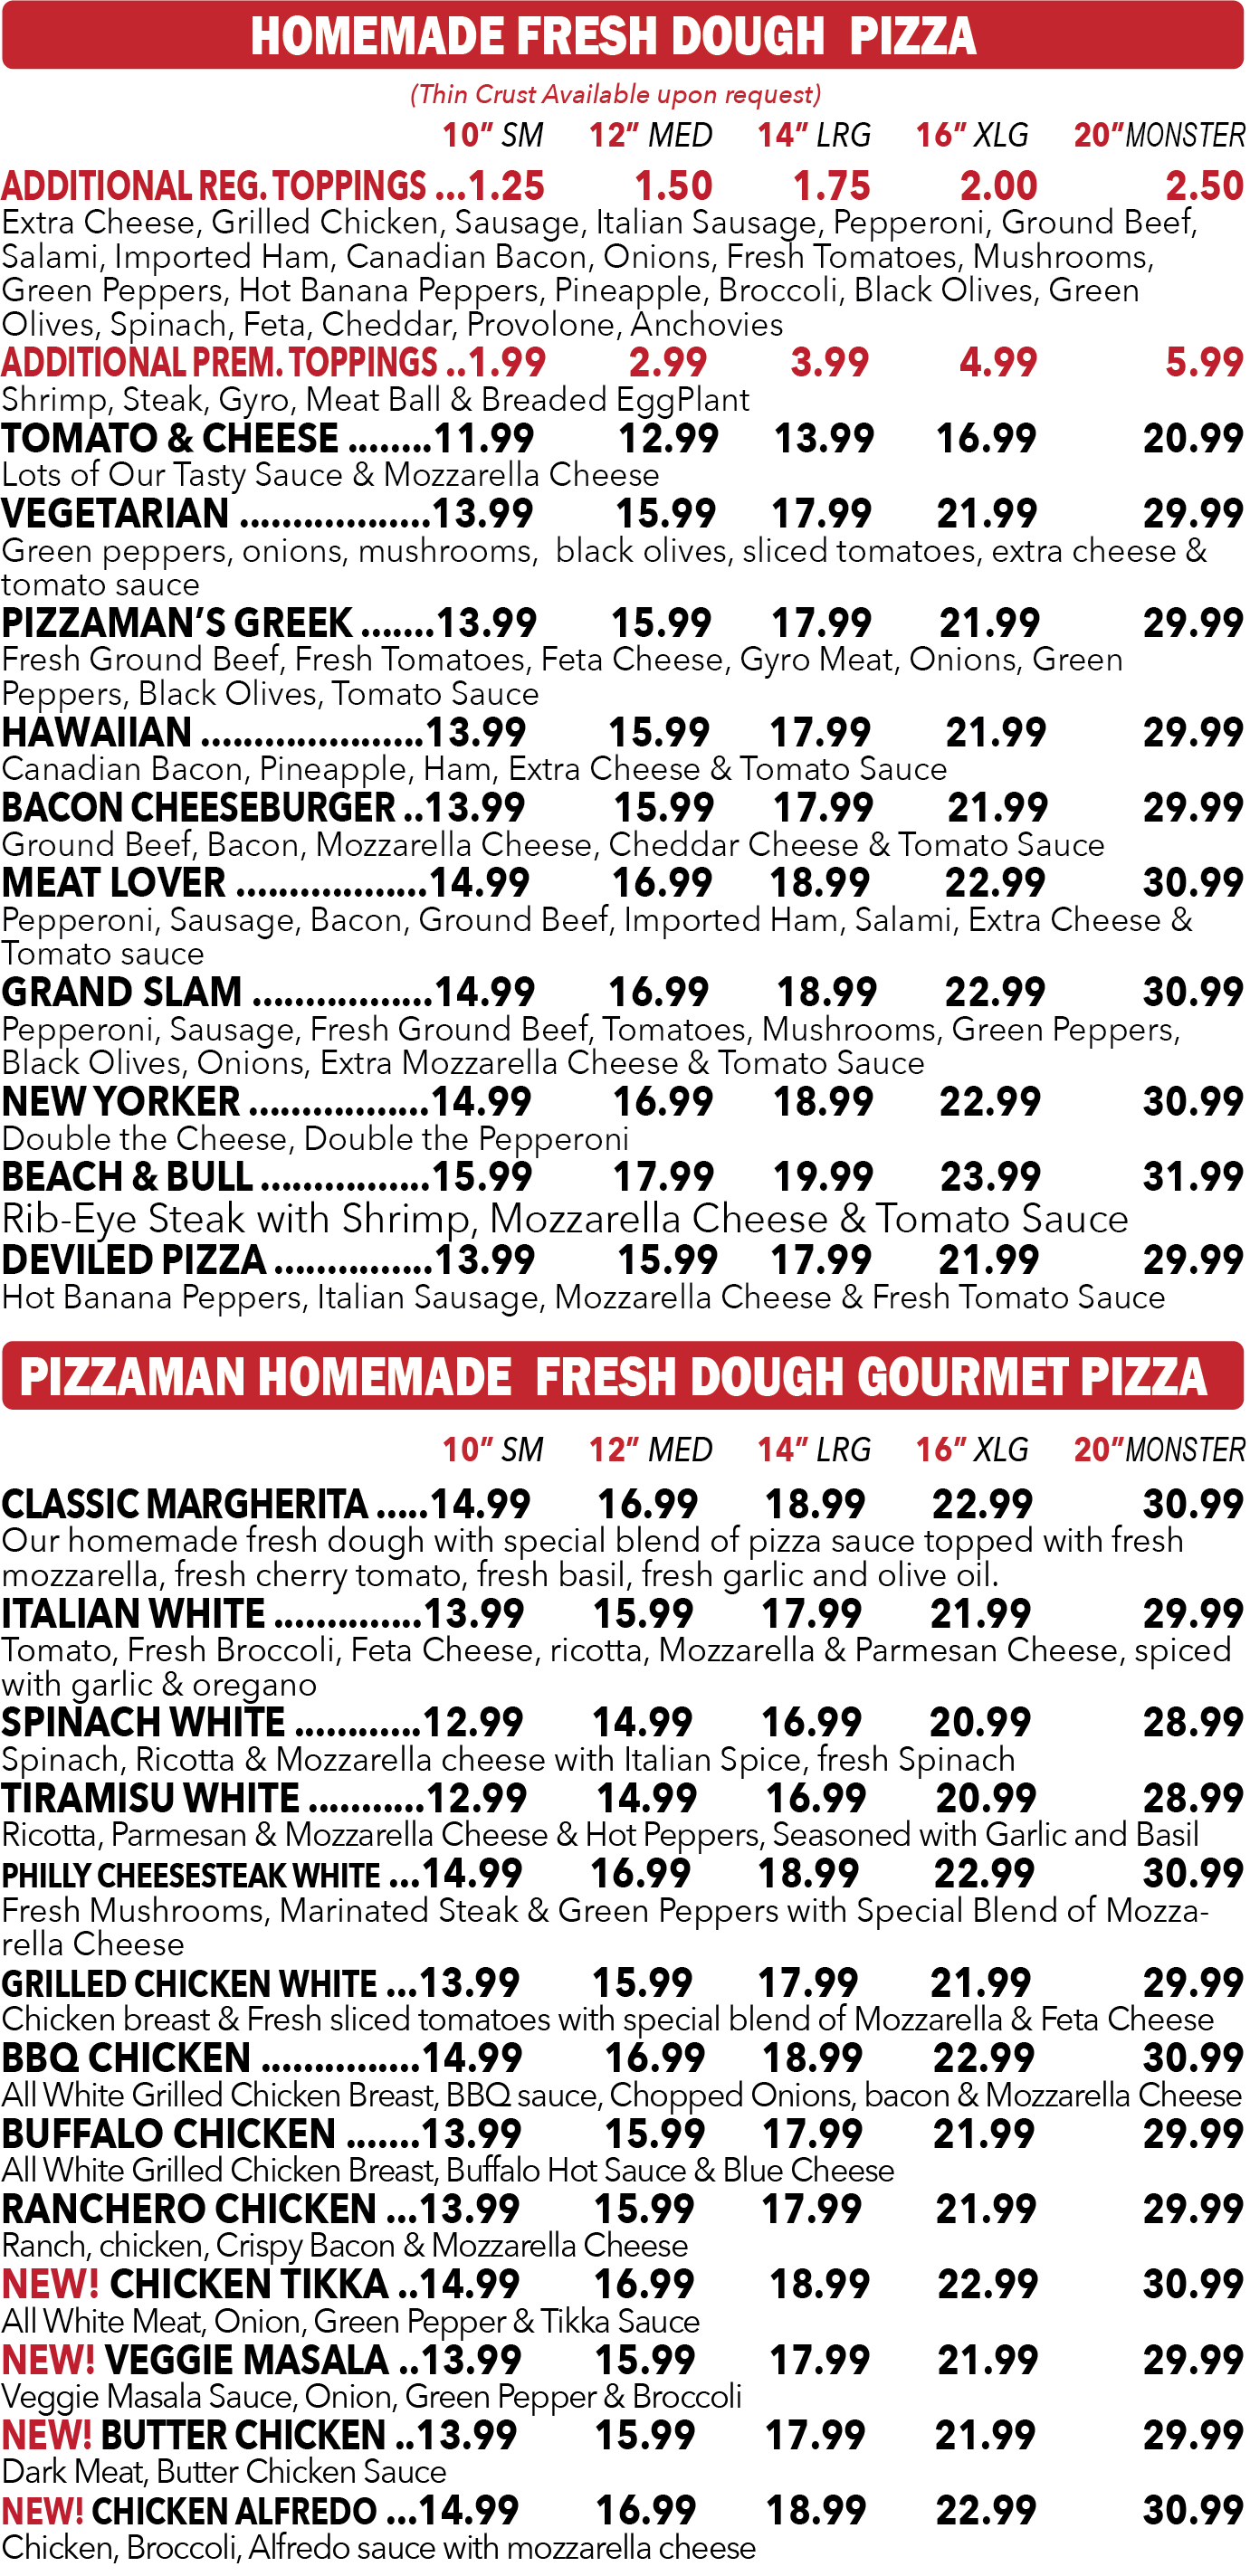 HOMEMADE FRESH DOUGH PIZZA
(Thin Crust Available upon request)
10” SM 12” MED 14” LRG 16” XLG 20”MONSTER
ADDITIONAL REG. TOPPINGS ...1.25 1.50 1.75 2.00 2.50
Extra Cheese, Grilled Chicken, Sausage, Italian Sausage, Pepperoni, Ground Beef,
Salami, Imported Ham, Canadian Bacon, Onions, Fresh Tomatoes, Mushrooms,
Green Peppers, Hot Banana Peppers, Pineapple, Broccoli, Black Olives, Green
Olives, Spinach, Feta, Cheddar, Provolone, Anchovies
ADDITIONAL PREM. TOPPINGS ..1.99 2.99 3.99 4.99 5.99
Shrimp, Steak, Gyro, Meat Ball & Breaded EggPlant
TOMATO & CHEESE ........11.99 12.99 13.99 16.99 20.99
Lots of Our Tasty Sauce & Mozzarella Cheese
VEGETARIAN ..................13.99 15.99 17.99 21.99 29.99
Green peppers, onions, mushrooms, black olives, sliced tomatoes, extra cheese &
tomato sauce
PIZZAMAN’S GREEK .......13.99 15.99 17.99 21.99 29.99
Fresh Ground Beef, Fresh Tomatoes, Feta Cheese, Gyro Meat, Onions, Green
Peppers, Black Olives, Tomato Sauce
HAWAIIAN .....................13.99 15.99 17.99 21.99 29.99
Canadian Bacon, Pineapple, Ham, Extra Cheese & Tomato Sauce
BACON CHEESEBURGER ..13.99 15.99 17.99 21.99 29.99
Ground Beef, Bacon, Mozzarella Cheese, Cheddar Cheese & Tomato Sauce
MEAT LOVER ..................14.99 16.99 18.99 22.99 30.99
Pepperoni, Sausage, Bacon, Ground Beef, Imported Ham, Salami, Extra Cheese &
Tomato sauce
GRAND SLAM .................14.99 16.99 18.99 22.99 30.99
Pepperoni, Sausage, Fresh Ground Beef, Tomatoes, Mushrooms, Green Peppers,
Black Olives, Onions, Extra Mozzarella Cheese & Tomato Sauce
NEW YORKER .................14.99 16.99 18.99 22.99 30.99
Double the Cheese, Double the Pepperoni
BEACH & BULL ................15.99 17.99 19.99 23.99 31.99
Rib-Eye Steak with Shrimp, Mozzarella Cheese & Tomato Sauce
DEVILED PIZZA ...............13.99 15.99 17.99 21.99 29.99
Hot Banana Peppers, Italian Sausage, Mozzarella Cheese & Fresh Tomato Sauce
PIZZAMAN HOMEMADE FRESH DOUGH GOURMET PIZZA
10” SM 12” MED 14” LRG 16” XLG 20”MONSTER
CLASSIC MARGHERITA .....14.99 16.99 18.99 22.99 30.99
Our homemade fresh dough with special blend of pizza sauce topped with fresh
mozzarella, fresh cherry tomato, fresh basil, fresh garlic and olive oil.
ITALIAN WHITE ..............13.99 15.99 17.99 21.99 29.99
Tomato, Fresh Broccoli, Feta Cheese, ricotta, Mozzarella & Parmesan Cheese, spiced
with garlic & oregano
SPINACH WHITE ............12.99 14.99 16.99 20.99 28.99
Spinach, Ricotta & Mozzarella cheese with Italian Spice, fresh Spinach
TIRAMISU WHITE ...........12.99 14.99 16.99 20.99 28.99
Ricotta, Parmesan & Mozzarella Cheese & Hot Peppers, Seasoned with Garlic and Basil
PHILLY CHEESESTEAK WHITE ...14.99 16.99 18.99 22.99 30.99
Fresh Mushrooms, Marinated Steak & Green Peppers with Special Blend of Mozza-
rella Cheese
GRILLED CHICKEN WHITE ...13.99 15.99 17.99 21.99 29.99
Chicken breast & Fresh sliced tomatoes with special blend of Mozzarella & Feta Cheese
BBQ CHICKEN ...............14.99 16.99 18.99 22.99 30.99
All White Grilled Chicken Breast, BBQ sauce, Chopped Onions, bacon & Mozzarella Cheese
BUFFALO CHICKEN .......13.99 15.99 17.99 21.99 29.99
All White Grilled Chicken Breast, Buffalo Hot Sauce & Blue Cheese
RANCHERO CHICKEN ...13.99 15.99 17.99 21.99 29.99
Ranch, chicken, Crispy Bacon & Mozzarella Cheese
NEW! CHICKEN TIKKA ..14.99 16.99 18.99 22.99 30.99
All White Meat, Onion, Green Pepper & Tikka Sauce
NEW! VEGGIE MASALA ..13.99 15.99 17.99 21.99 29.99
Veggie Masala Sauce, Onion, Green Pepper & Broccoli
NEW! BUTTER CHICKEN ..13.99 15.99 17.99 21.99 29.99
Dark Meat, Butter Chicken Sauce
NEW! CHICKEN ALFREDO ...14.99 16.99 18.99 22.99 30.99
Chicken, Broccoli, Alfredo sauce with mozzarella cheese